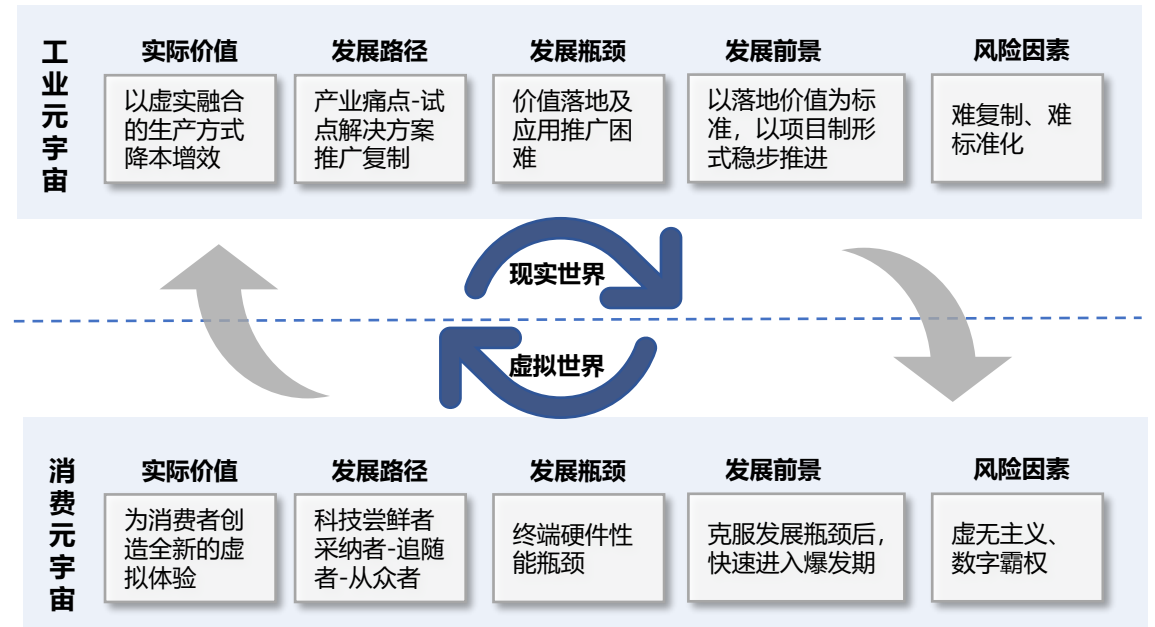 工业元宇宙
实际价值
发展路径
发展瓶颈
发展前景
风险因素
以虚实融合
的生产方式
降本增效
产业痛点-试
点解决方案
推广复制
价值落地及
应用推广困
难
以落地价值为标
准，以项目制形
式稳步推进
难复制、难
标准化
现实世界
虚拟世界
消费元宇宙
实际价值
发展路径
发展瓶颈
发展前景
风险因素
为消费者创
造全新的虚
拟体验
科技尝鲜者
采纳者-追随
者-从众者
终端硬件性
能瓶颈
克服发展瓶颈后，
快速进入爆发期
虚无主义、
数字霸权